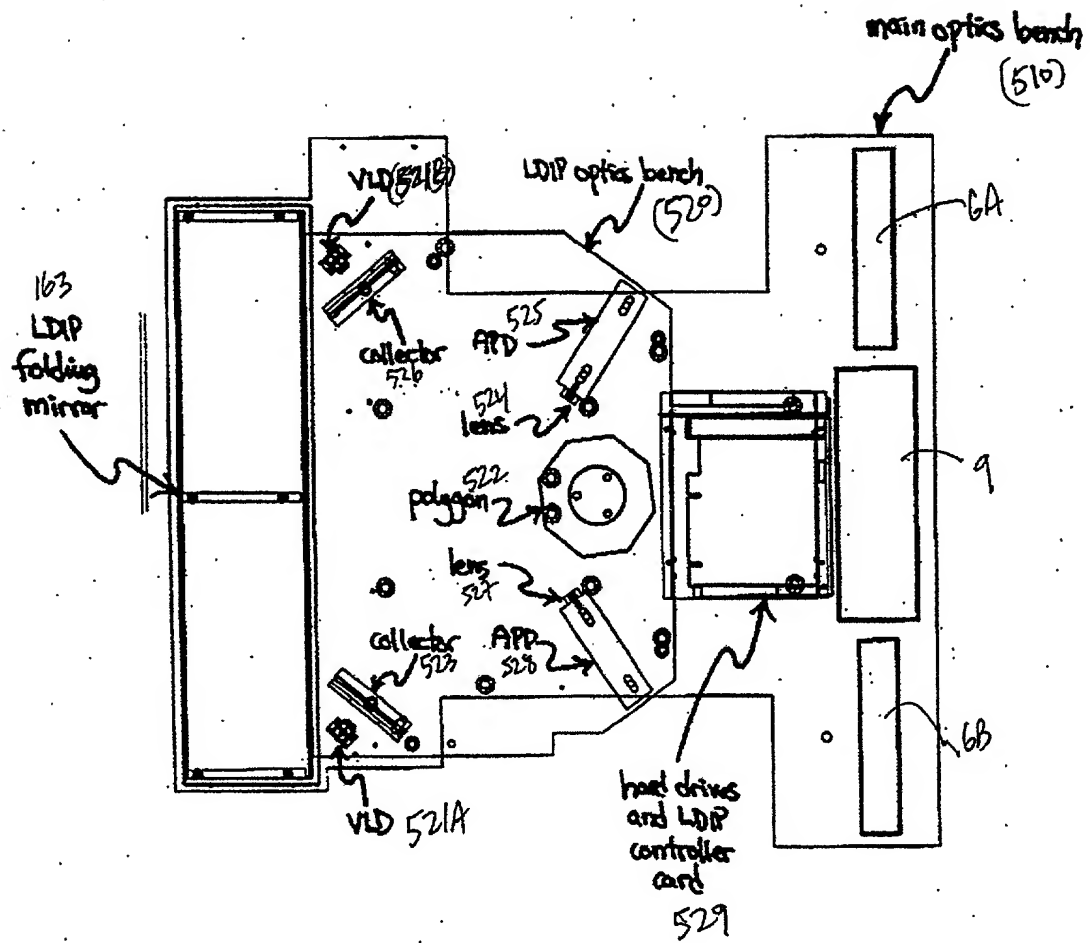 main optics bench
(510)
VLD (521B)
LDIP optics bench
(520)
6A
163
LDIP
folding
mirror
525
APD
collector
526
524
lens
522
polygon
9
lens
527
collector
523
APD
528
6B
VLD 521A
hard drives
and LDIP
controller
card
529